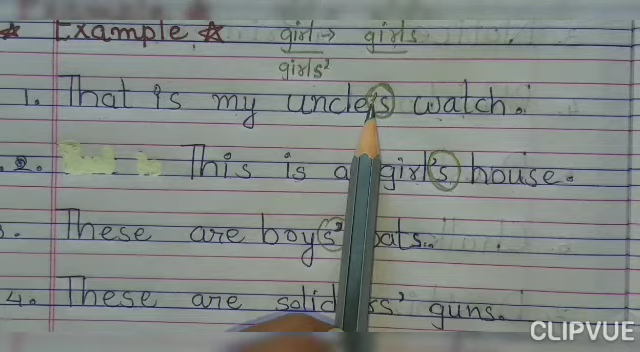 * Example *
girl → girls
girls'
1. That is my uncle's watch.
2. This is a girl's house.
3. These are boys' bats.
4. These are guns.
CLIPVUE